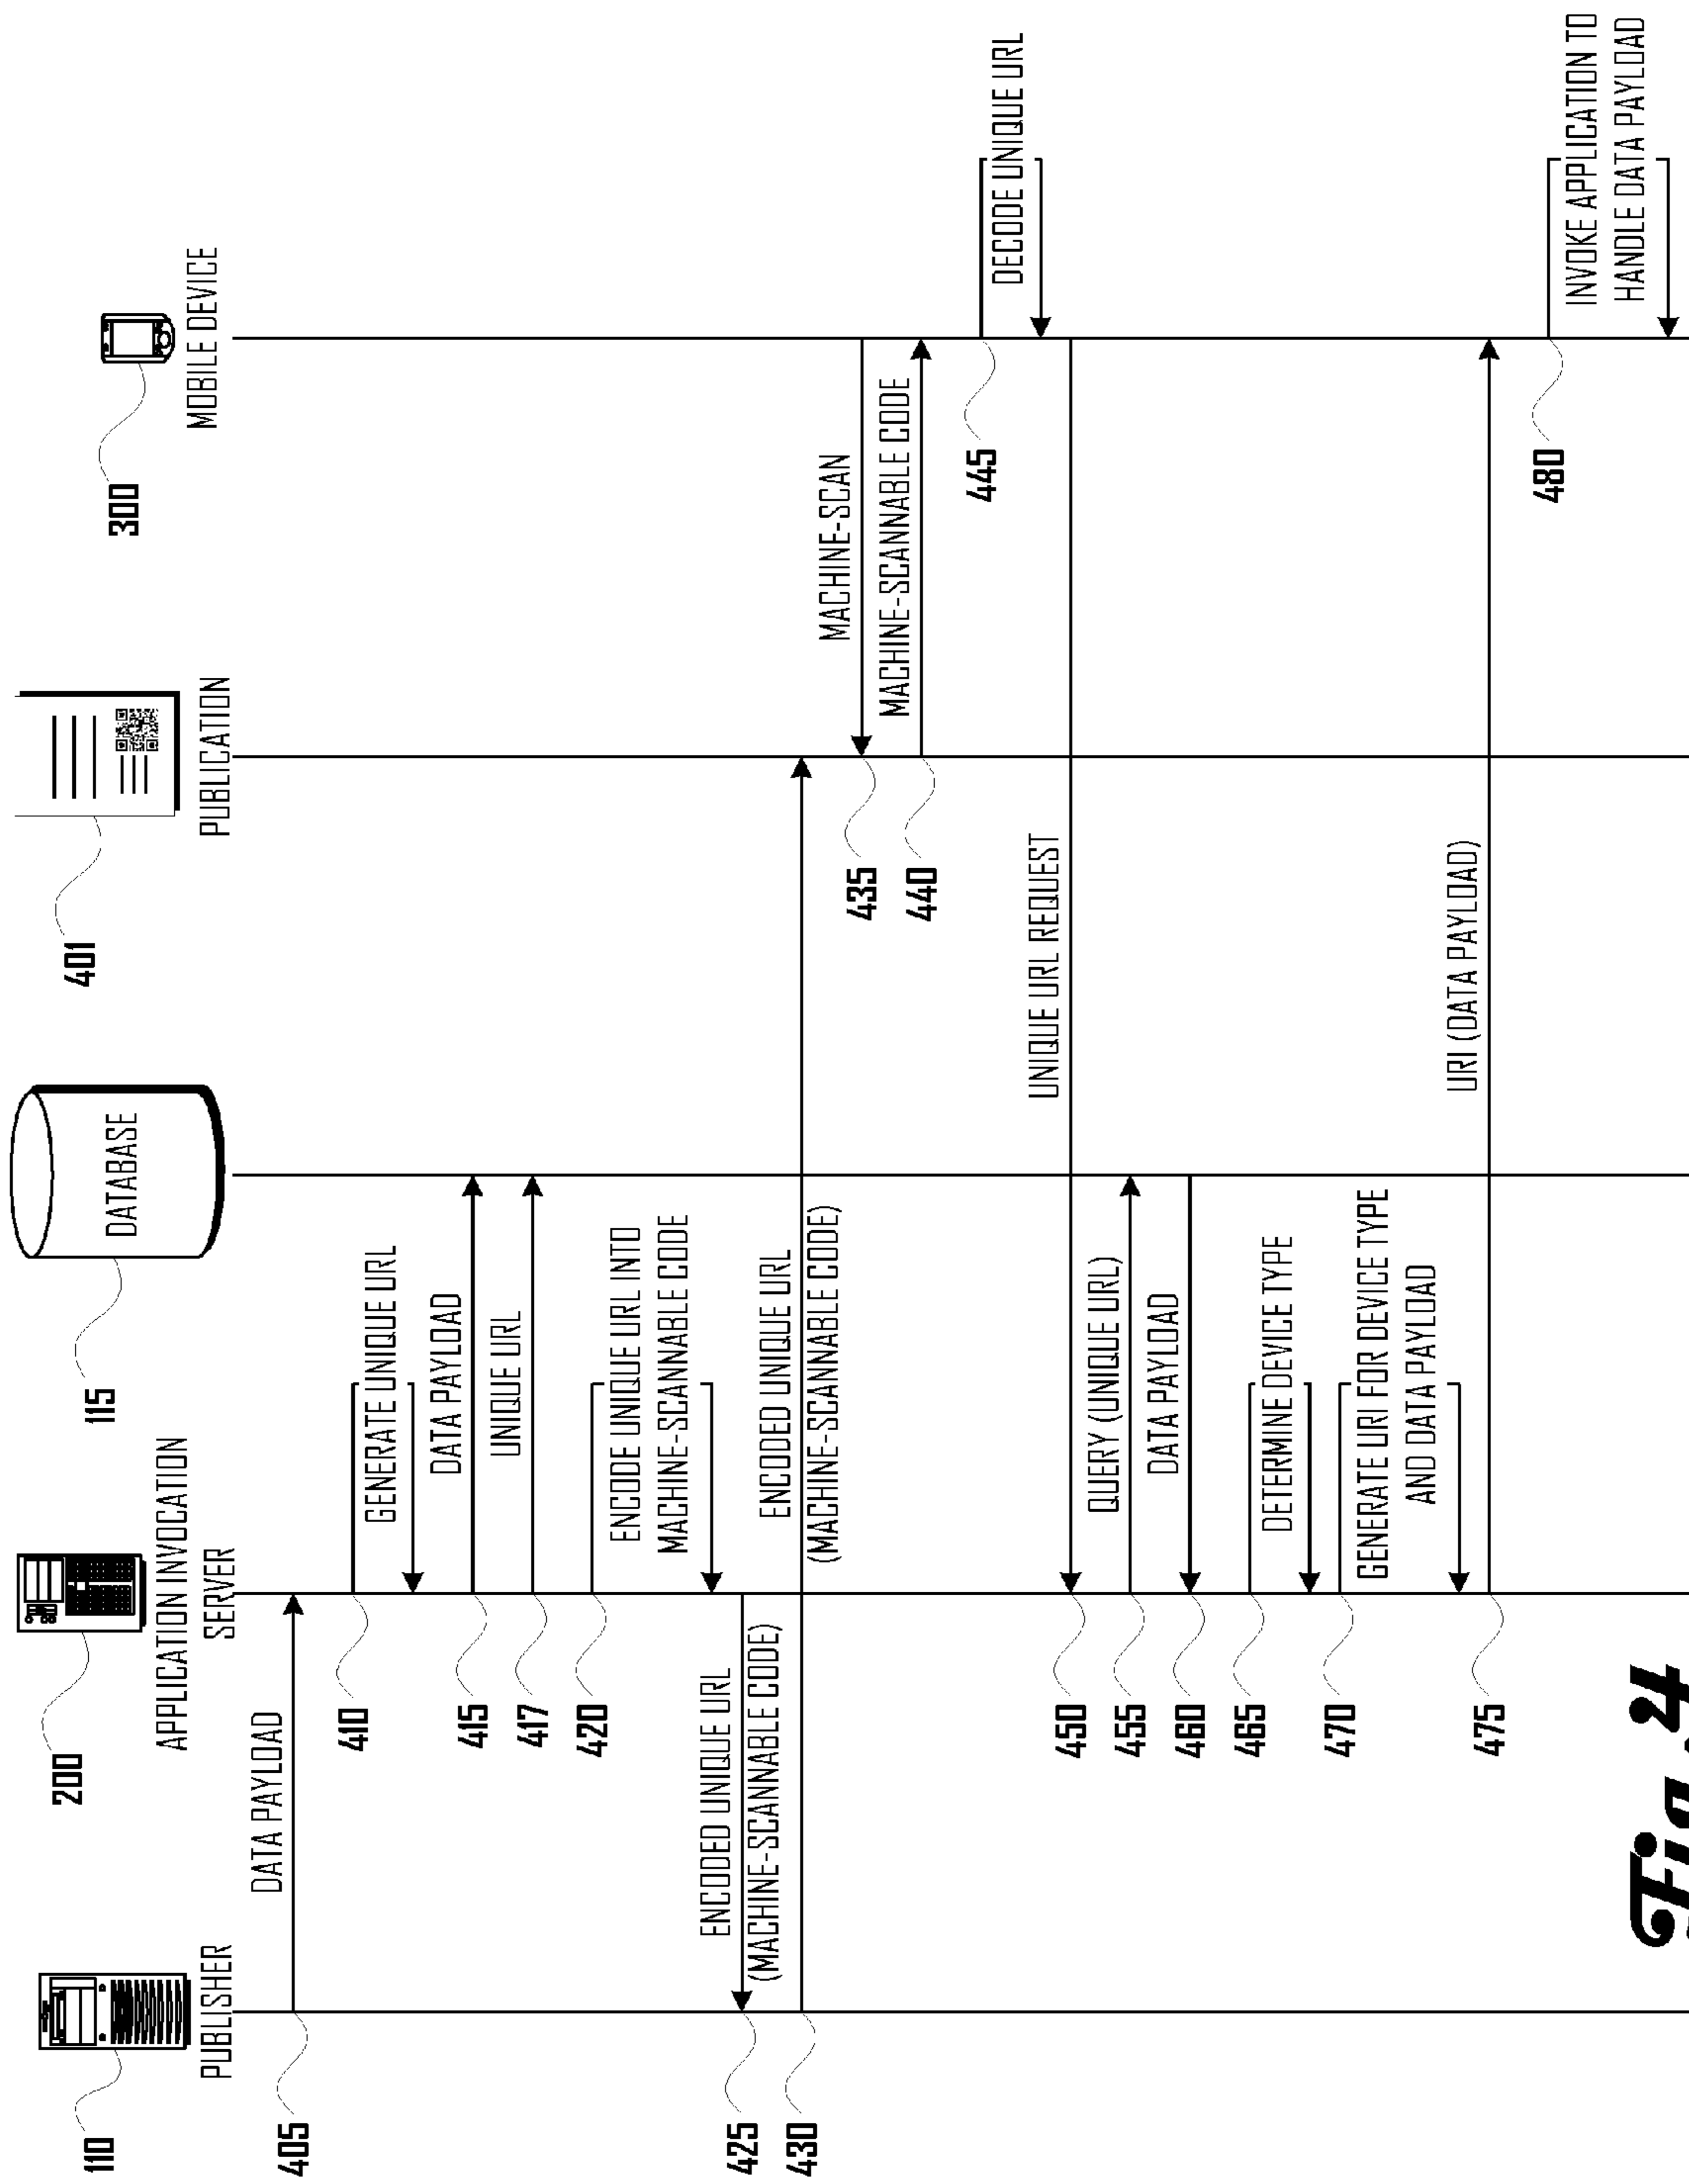 110
PUBLISHER
200
APPLICATION INVOCATION
SERVER
115
DATABASE
401
PUBLICATION
300
MOBILE DEVICE
405
DATA PAYLOAD
410
GENERATE UNIQUE URL
415
DATA PAYLOAD
417
UNIQUE URL
420
ENCODE UNIQUE URL INTO
MACHINE-SCANNABLE CODE
425
ENCODED UNIQUE URL
(MACHINE-SCANNABLE CODE)
430
ENCODED UNIQUE URL
(MACHINE-SCANNABLE CODE)
435
MACHINE-SCAN
440
MACHINE-SCANNABLE CODE
445
DECODE UNIQUE URL
450
UNIQUE URL REQUEST
455
QUERY (UNIQUE URL)
460
DATA PAYLOAD
465
DETERMINE DEVICE TYPE
470
GENERATE URI FOR DEVICE TYPE
AND DATA PAYLOAD
475
URI (DATA PAYLOAD)
480
INVOKE APPLICATION TO
HANDLE DATA PAYLOAD
Fig.4